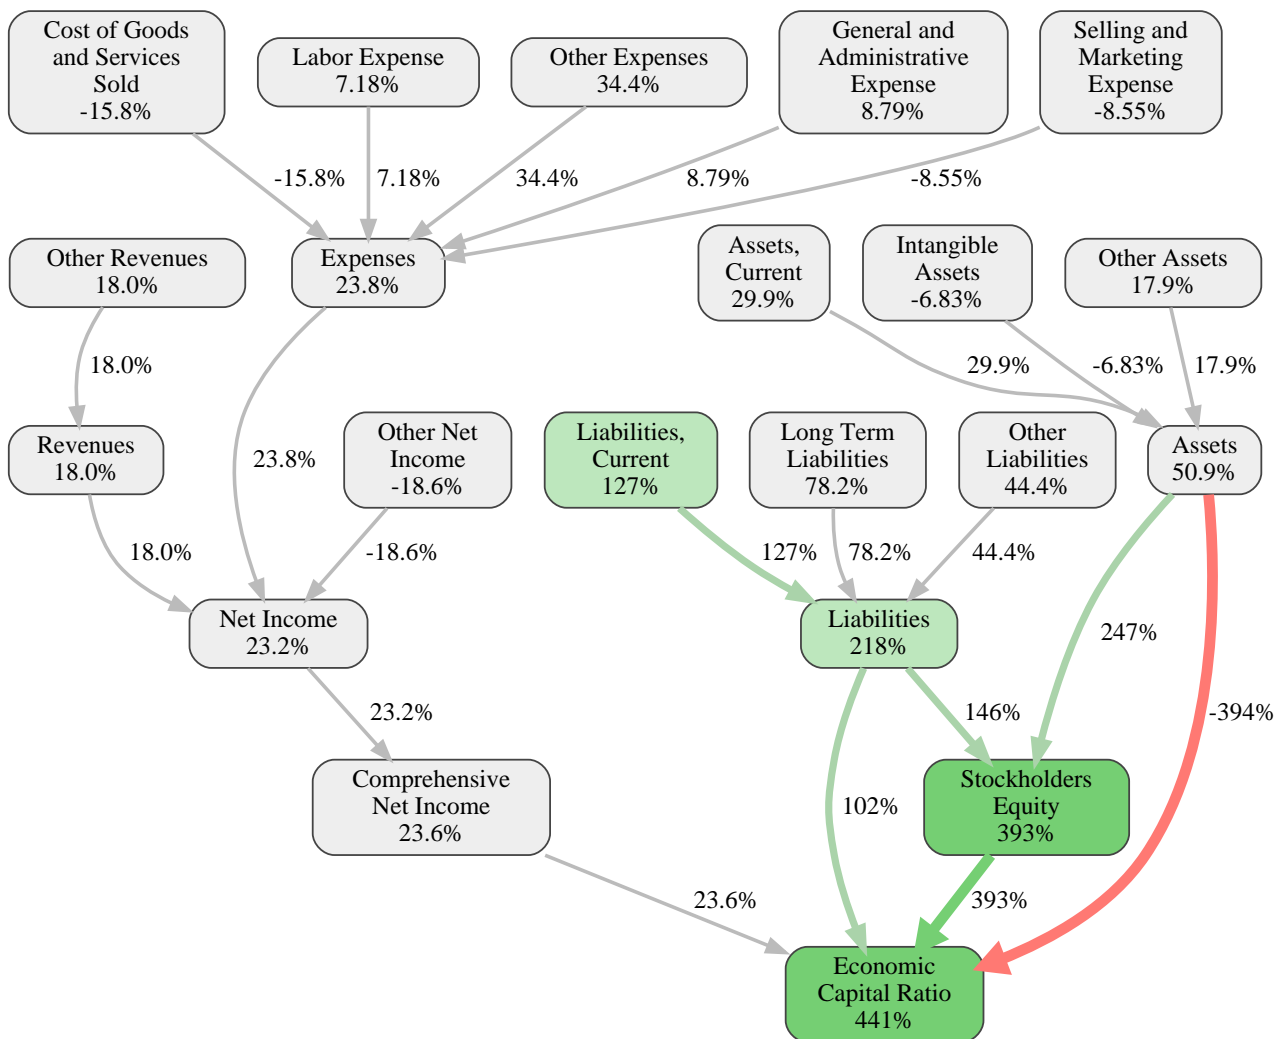 Cost of Goods
and Services
Sold
-15.8%
Labor Expense
7.18%
Other Expenses
34.4%
General and
Administrative
Expense
8.79%
Selling and
Marketing
Expense
-8.55%
-15.8%
7.18%
34.4%
8.79%
-8.55%
Other Revenues
18.0%
Expenses
23.8%
Assets,
Current
29.9%
Intangible
Assets
-6.83%
Other Assets
17.9%
18.0%
29.9%
-6.83%
17.9%
Revenues
18.0%
23.8%
Other Net
Income
-18.6%
Liabilities,
Current
127%
Long Term
Liabilities
78.2%
Other
Liabilities
44.4%
Assets
50.9%
18.0%
-18.6%
127%
78.2%
44.4%
Net Income
23.2%
Liabilities
218%
247%
23.2%
146%
-394%
Comprehensive
Net Income
23.6%
102%
Stockholders
Equity
393%
23.6%
393%
Economic
Capital Ratio
441%